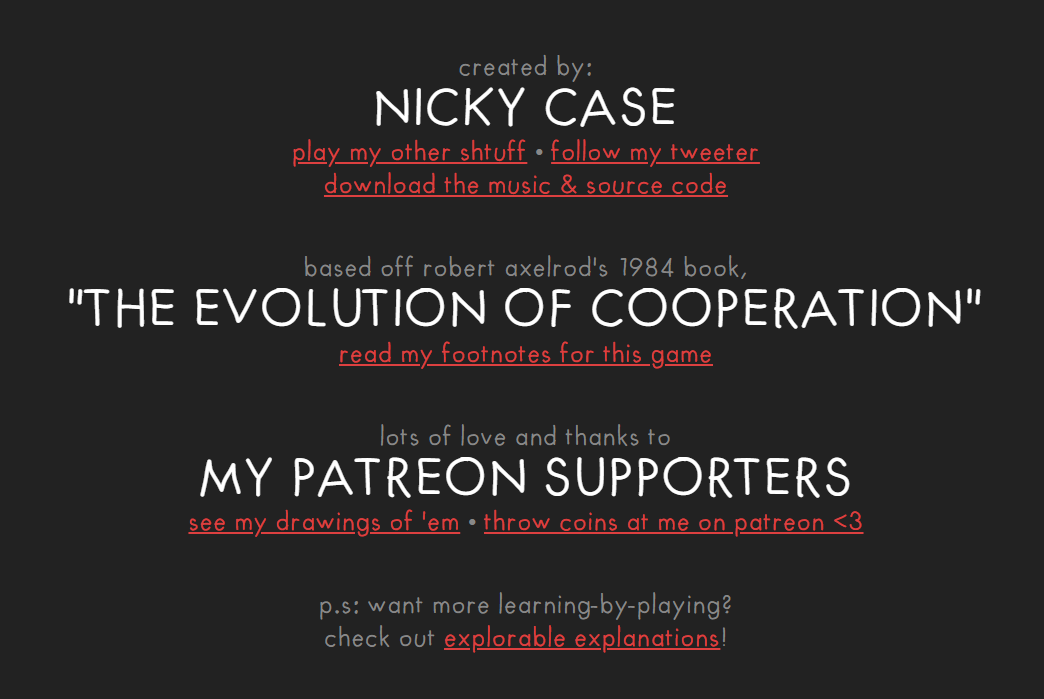 created by:
NICKY CASE
play my other shtuff • follow my tweeter
download the music & source code
based off robert axelrod's 1984 book,
"THE EVOLUTION OF COOPERATION"
read my footnotes for this game
lots of love and thanks to
MY PATREON SUPPORTERS
see my drawings of 'em • throw coins at me on patreon <3
p.s: want more learning-by-playing?
check out explorable explanations!